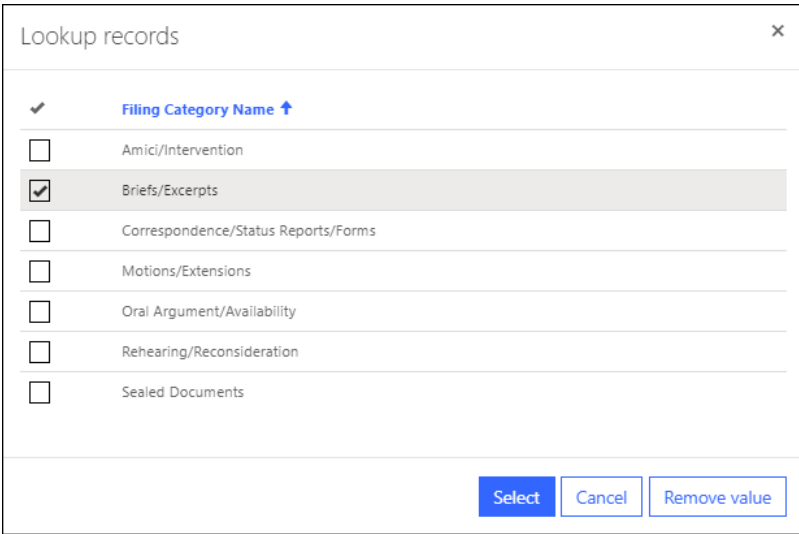 Lookup records
Filing Category Name
Amici/Intervention
Briefs/Excerpts
Correspondence/Status Reports/Forms
Motions/Extensions
Oral Argument/Availability
Rehearing/Reconsideration
Sealed Documents
Select Cancel Remove value